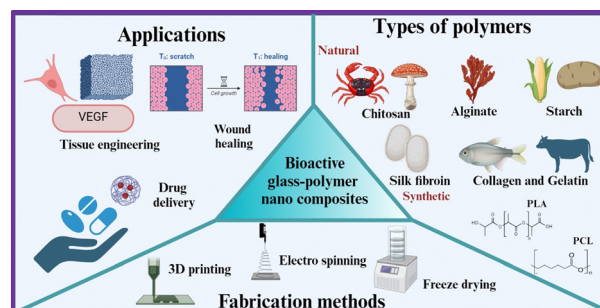 Applications
T₀: scratch
T₁: healing
Cell growth
VEGF
Tissue engineering
Wound
healing
Drug
delivery
Types of polymers
Natural
Chitosan
Alginate
Starch
Silk fibroin
Collagen and Gelatin
Synthetic
PLA
HO
O
O
O
O
OH
n
PCL
O
O
n
Bioactive
glass-polymer
nano composites
3D printing
Electro spinning
Freeze drying
Fabrication methods